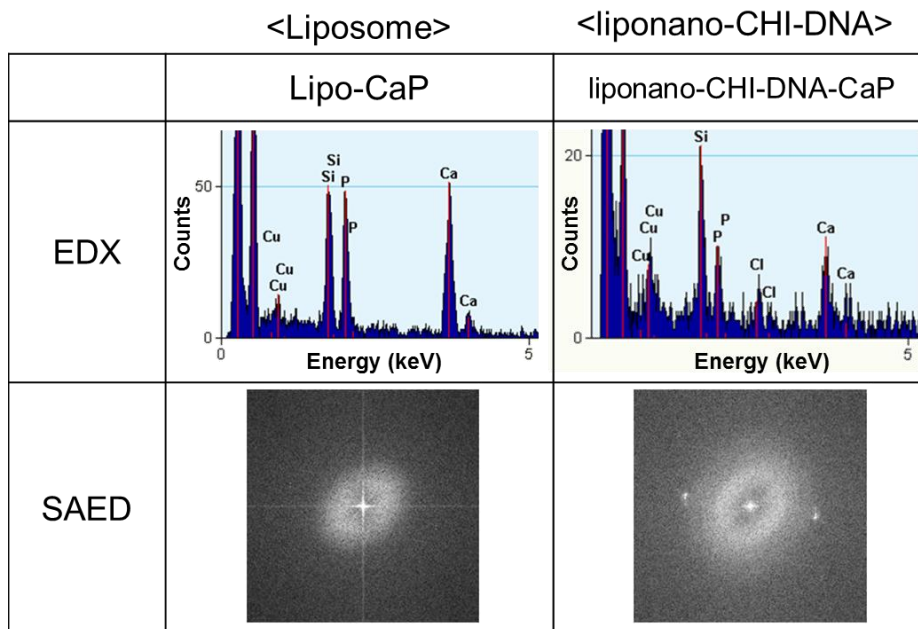 <Liposome>
<liponano-CHI-DNA>
Lipo-CaP
liponano-CHI-DNA-CaP
EDX
50
0
Counts
Cu
Cu
Cu
Si
Si
P
P
Ca
Ca
0
5
Energy (keV)
20
0
Counts
Cu
Cu
Cu
Si
P
P
Cl
Cl
Ca
Ca
5
Energy (keV)
SAED